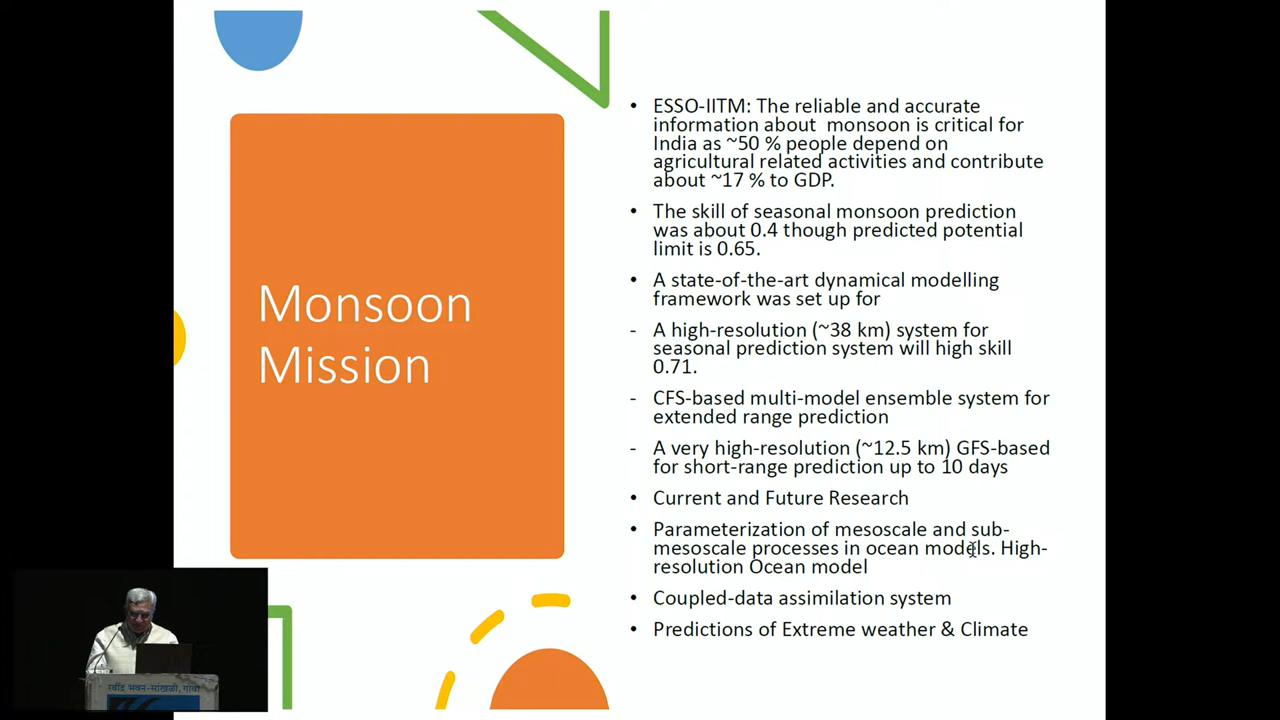 Monsoon
Mission
• ESSO-IITM: The reliable and accurate
information about monsoon is critical for
India as ~50 % people depend on
agricultural related activities and contribute
about ~17 % to GDP.
• The skill of seasonal monsoon prediction
was about 0.4 though predicted potential
limit is 0.65.
• A state-of-the-art dynamical modelling
framework was set up for
- A high-resolution (~38 km) system for
seasonal prediction system will high skill
0.71.
- CFS-based multi-model ensemble system for
extended range prediction
- A very high-resolution (~12.5 km) GFS-based
for short-range prediction up to 10 days
• Current and Future Research
• Parameterization of mesoscale and sub-
mesoscale processes in ocean models. High-
resolution Ocean model
• Coupled-data assimilation system
• Predictions of Extreme weather & Climate
रवींद्र भवन-सांखळी, गोवा